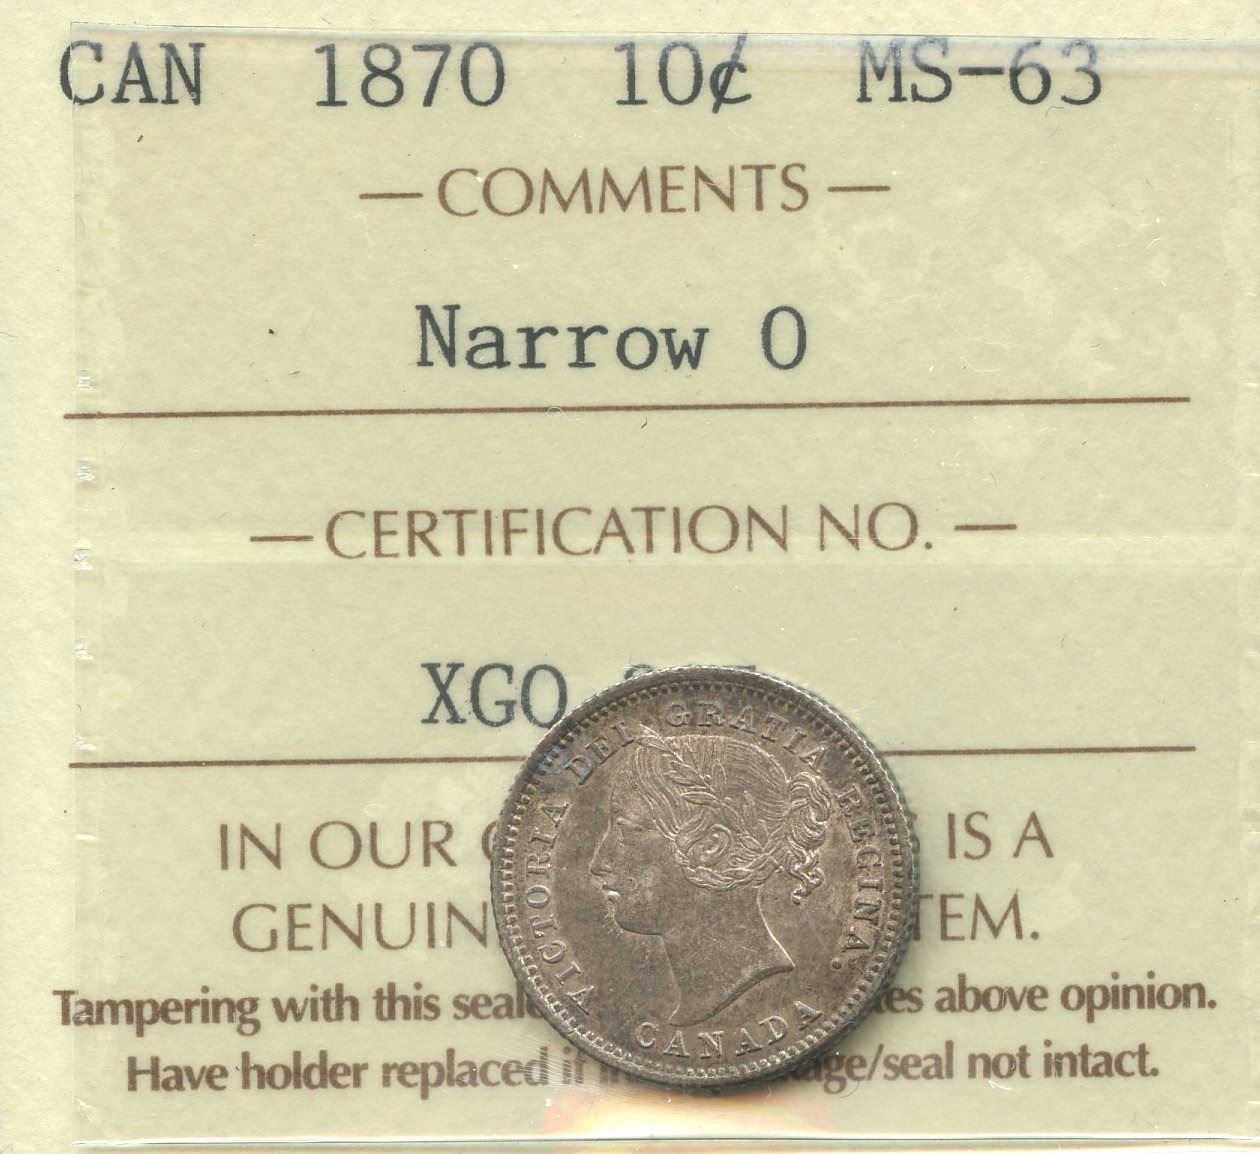 CAN 1870 10¢ MS-63
— COMMENTS —
Narrow 0
— CERTIFICATION NO. —
XGO
VICTORIA DEI GRATIA REGINA.
CANADA
IN OUR IS A
GENUIN TEM.
Tampering with this seal es above opinion.
Have holder replaced if age/seal not intact.